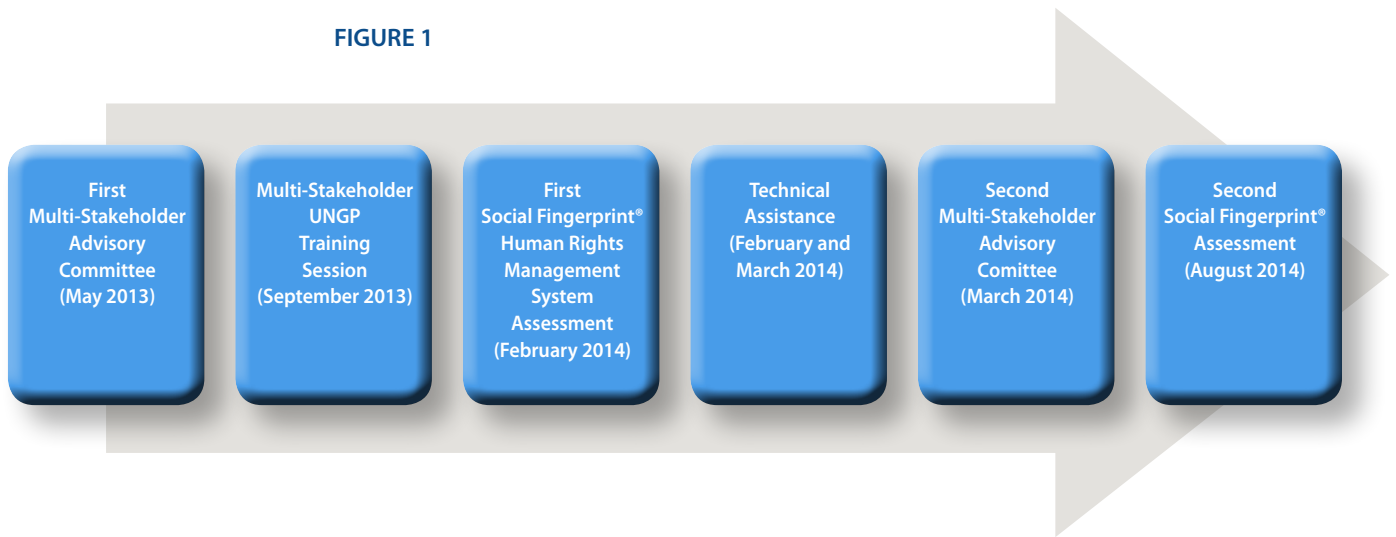 FIGURE 1
First
Multi-Stakeholder
Advisory
Committee
(May 2013)
Multi-Stakeholder
UNGP
Training
Session
(September 2013)
First
Social Fingerprint®
Human Rights
Management
System
Assessment
(February 2014)
Technical
Assistance
(February and
March 2014)
Second
Multi-Stakeholder
Advisory
Comittee
(March 2014)
Second
Social Fingerprint®
Assessment
(August 2014)